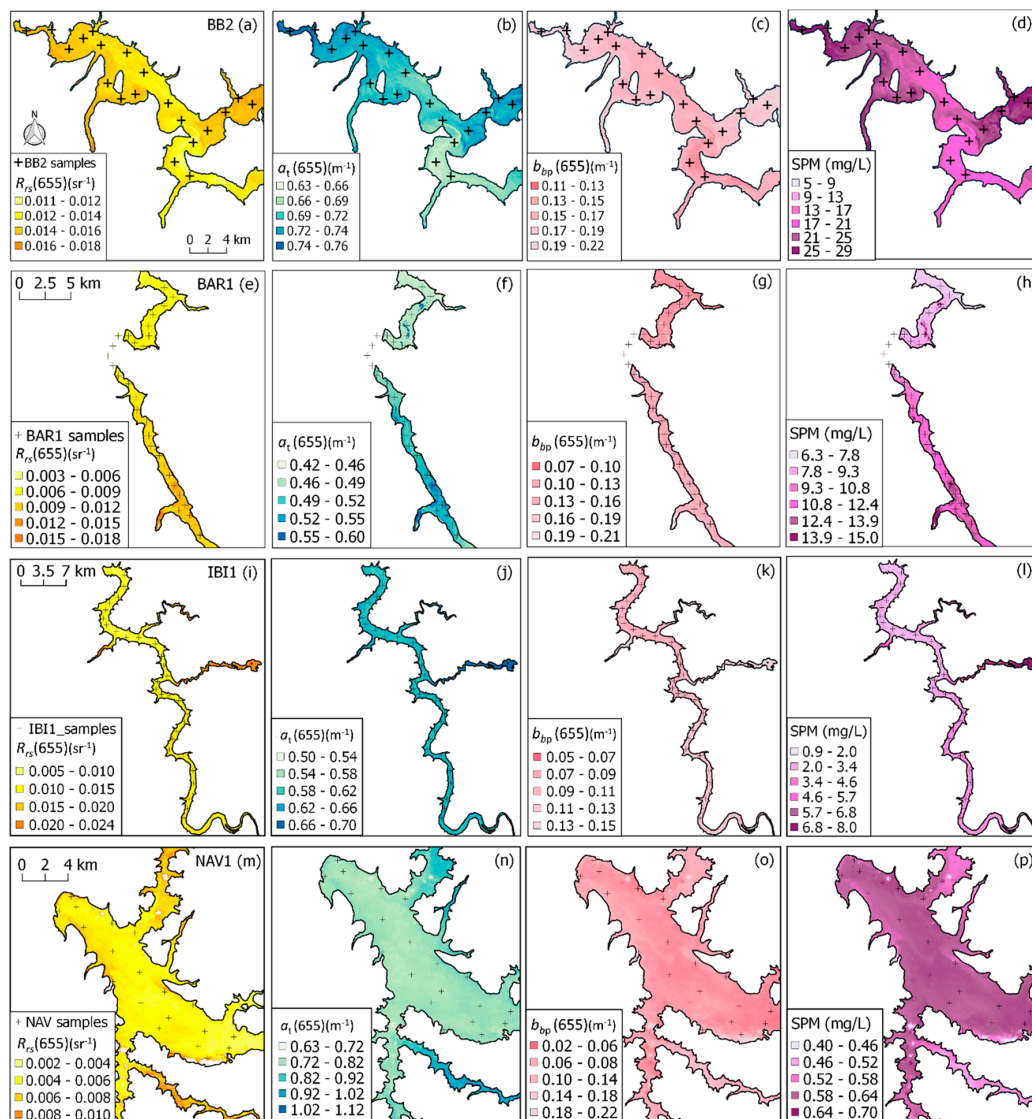 BB2 (a)
N
+ BB2 samples
Rrs(655)(sr-1)
0.011 - 0.012
0.012 - 0.014
0.014 - 0.016
0.016 - 0.018
0 2 4 km
(b)
at (655)(m-1)
0.63 - 0.66
0.66 - 0.69
0.69 - 0.72
0.72 - 0.74
0.74 - 0.76
(c)
bbp (655)(m-1)
0.11 - 0.13
0.13 - 0.15
0.15 - 0.17
0.17 - 0.19
0.19 - 0.22
(d)
SPM (mg/L)
5 - 9
9 - 13
13 - 17
17 - 21
21 - 25
25 - 29
0 2.5 5 km
BAR1 (e)
+ BAR1 samples
Rrs(655)(sr-1)
0.003 - 0.006
0.006 - 0.009
0.009 - 0.012
0.012 - 0.015
0.015 - 0.018
(f)
at (655)(m-1)
0.42 - 0.46
0.46 - 0.49
0.49 - 0.52
0.52 - 0.55
0.55 - 0.60
(g)
bbp (655)(m-1)
0.07 - 0.10
0.10 - 0.13
0.13 - 0.16
0.16 - 0.19
0.19 - 0.21
(h)
SPM (mg/L)
6.3 - 7.8
7.8 - 9.3
9.3 - 10.8
10.8 - 12.4
12.4 - 13.9
13.9 - 15.0
0 3.5 7 km
IBI1 (i)
+ IBI1_samples
Rrs(655)(sr-1)
0.005 - 0.010
0.010 - 0.015
0.015 - 0.020
0.020 - 0.024
(j)
at (655)(m-1)
0.50 - 0.54
0.54 - 0.58
0.58 - 0.62
0.62 - 0.66
0.66 - 0.70
(k)
bbp (655)(m-1)
0.05 - 0.07
0.07 - 0.09
0.09 - 0.11
0.11 - 0.13
0.13 - 0.15
(l)
SPM (mg/L)
0.9 - 2.0
2.0 - 3.4
3.4 - 4.6
4.6 - 5.7
5.7 - 6.8
6.8 - 8.0
0 2 4 km
NAV1 (m)
+ NAV samples
Rrs(655)(sr-1)
0.002 - 0.004
0.004 - 0.006
0.006 - 0.008
0.008 - 0.010
(n)
at (655)(m-1)
0.63 - 0.72
0.72 - 0.82
0.82 - 0.92
0.92 - 1.02
1.02 - 1.12
(o)
bbp (655)(m-1)
0.02 - 0.06
0.06 - 0.08
0.10 - 0.14
0.14 - 0.18
0.18 - 0.22
(p)
SPM (mg/L)
0.40 - 0.46
0.46 - 0.52
0.52 - 0.58
0.58 - 0.64
0.64 - 0.70